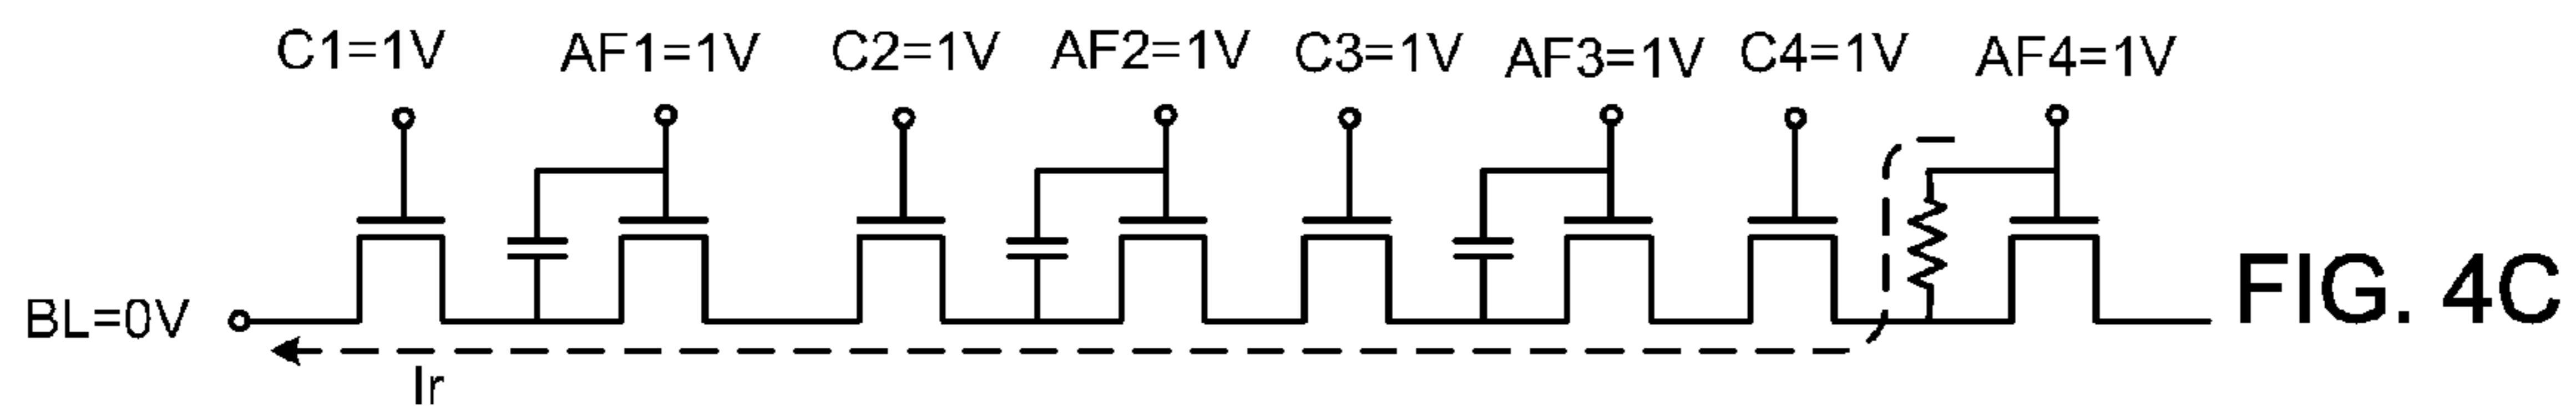 C1=1V AF1=1V C2=1V AF2=1V C3=1V AF3=1V C4=1V AF4=1V
BL=0V
Ir
FIG. 4C